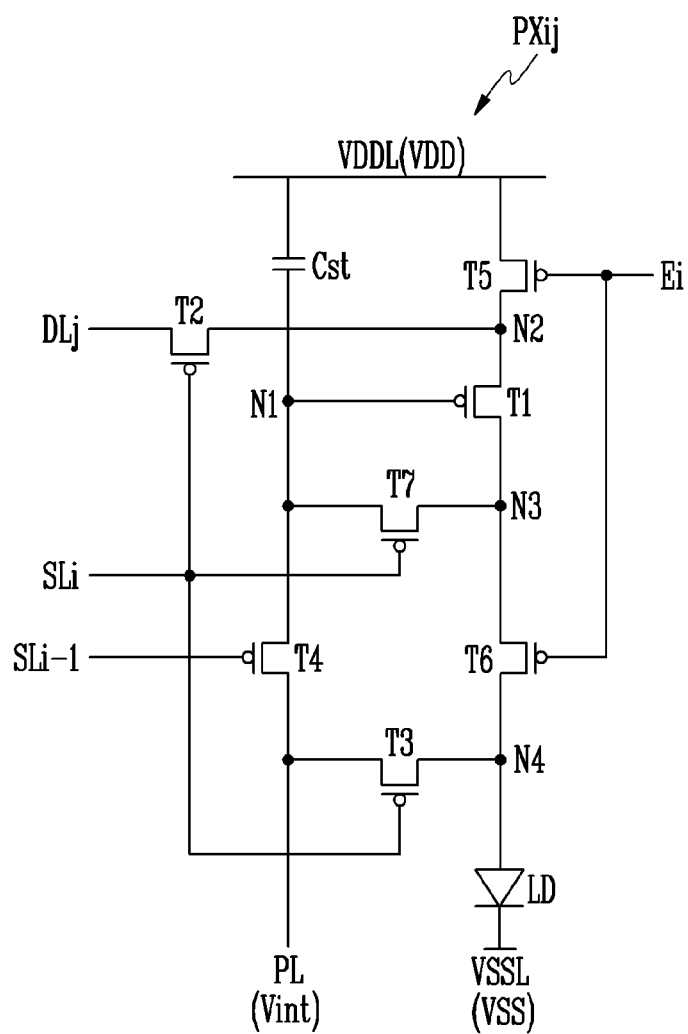 PXij
VDDL(VDD)
Cst
T5
Ei
T2
DLj
N2
N1
T1
T7
N3
SLi
SLi-1
T4
T6
T3
N4
LD
PL
(Vint)
VSSL
(VSS)